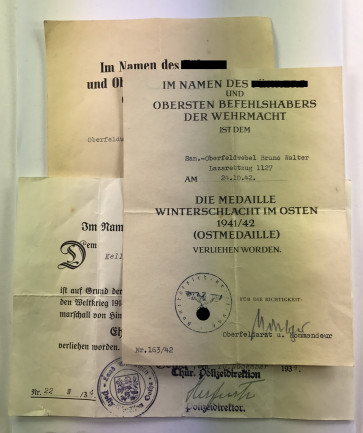 Im Namen des
und Ob
Oberfeldw
IM NAMEN DES
UND
OBERSTEN BEFEHLSHABERS
DER WEHRMACHT
IST DEM
San.-Oberfeldwebel Bruno Walter
Lazarettzug 1127
AM 24.10.42.
DIE MEDAILLE
WINTERSCHLACHT IM OSTEN
1941/42
(OSTMEDAILLE)
VERLIEHEN WORDEN.
FÜR DIE RICHTIGKEIT:
Oberfeldarzt u. Kommandeur
Nr.163/42
Im Nam
Dem
Kell
ist auf Grund der
den Weltkrieg 191
marschall von Hin
Eh
verliehen worden.
Thür. Polizeidirektion
Nr. 22 /34
Polizeidirektor.